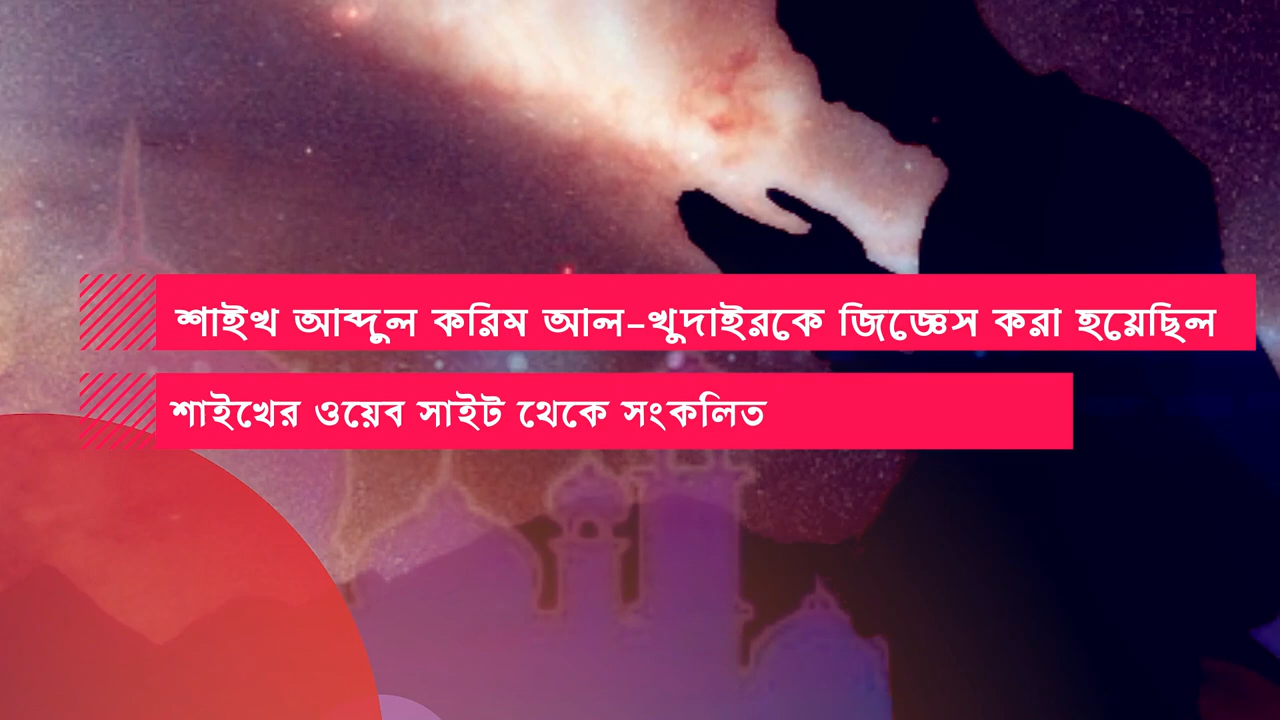 শাইখ আব্দুল করিম আল-খুদাইরকে জিজ্ঞেস করা হয়েছিল
শাইখের ওয়েব সাইট থেকে সংকলিত